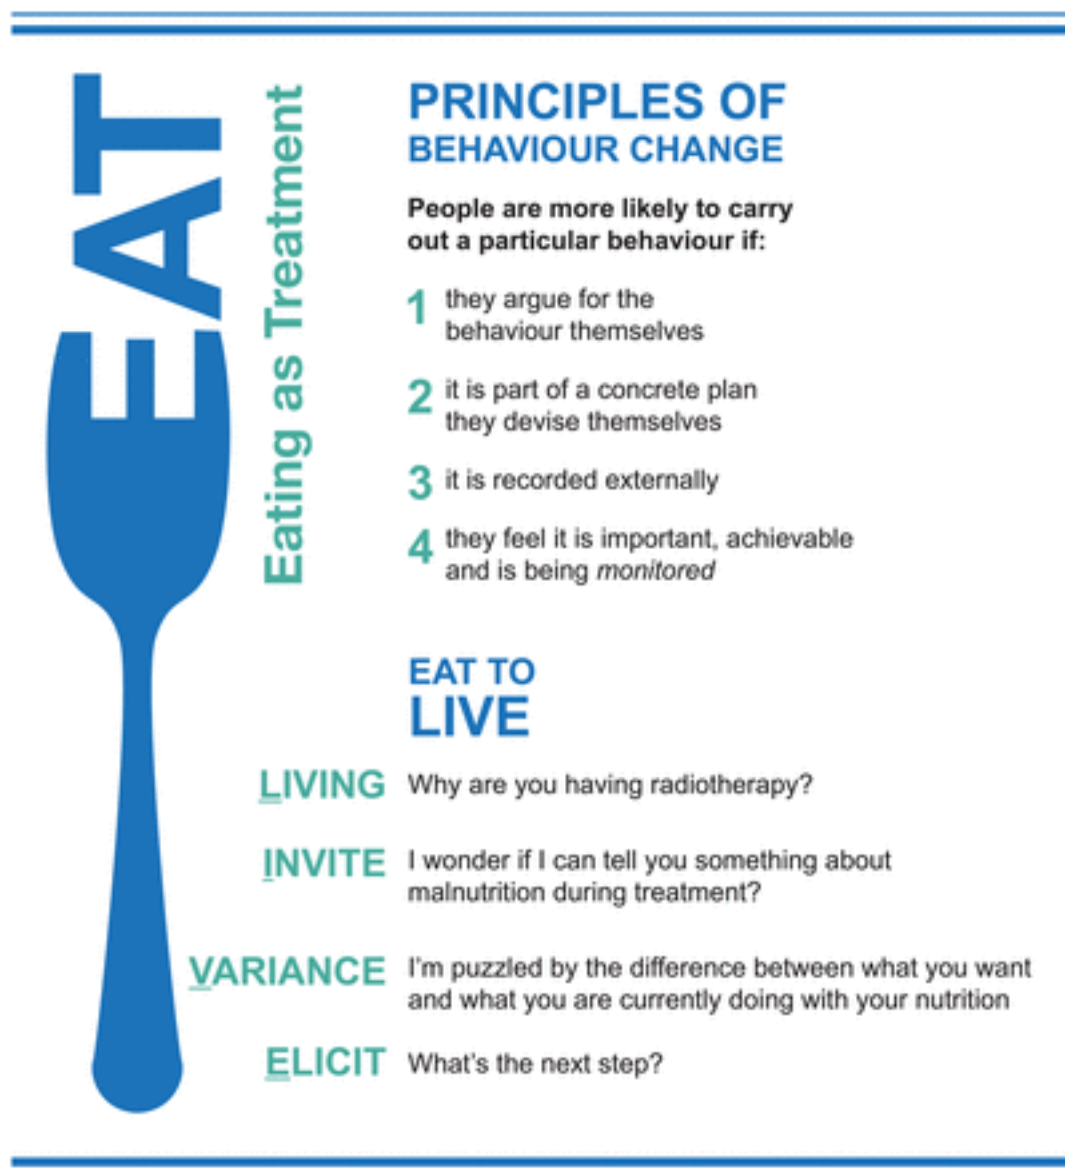 EAT
Eating as Treatment
PRINCIPLES OF
BEHAVIOUR CHANGE
People are more likely to carry
out a particular behaviour if:
1 they argue for the
behaviour themselves
2 it is part of a concrete plan
they devise themselves
3 it is recorded externally
4 they feel it is important, achievable
and is being monitored
EAT TO
LIVE
LIVING Why are you having radiotherapy?
INVITE I wonder if I can tell you something about
malnutrition during treatment?
VARIANCE I'm puzzled by the difference between what you want
and what you are currently doing with your nutrition
ELICIT What's the next step?